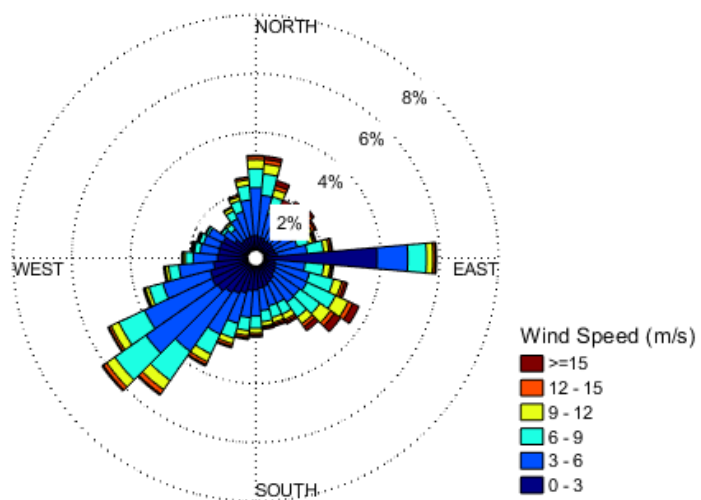 NORTH
8%
6%
4%
2%
WEST
EAST
SOUTH
Wind Speed (m/s)
>=15
12 - 15
9 - 12
6 - 9
3 - 6
0 - 3